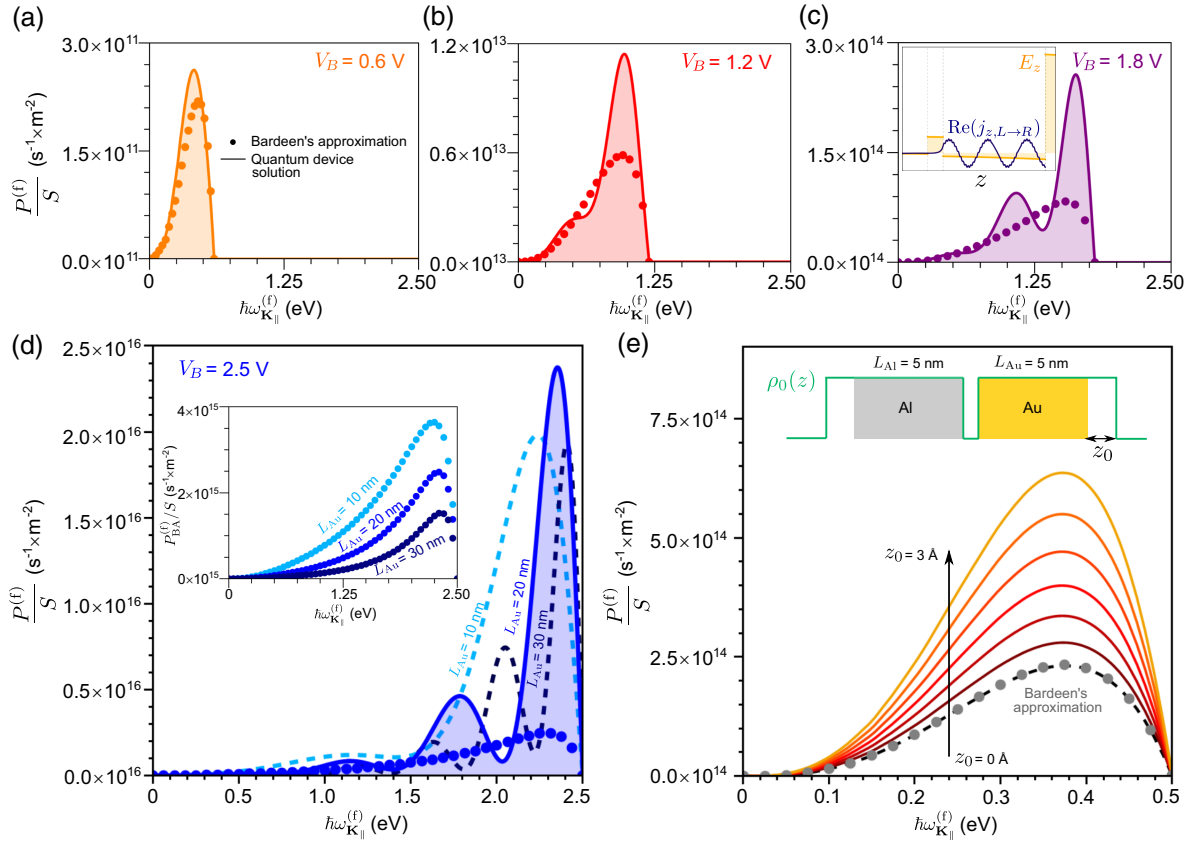 (a)
V_B = 0.6 V
3.0×10¹¹
1.5×10¹¹
0.0×10¹¹
P^(f)/S (s⁻¹×m⁻²)
Bardeen's approximation
Quantum device
solution
0
1.25
2.50
ħω^(f)_K∥ (eV)
(b)
V_B = 1.2 V
1.2×10¹³
0.6×10¹³
0.0×10¹³
0
1.25
2.50
ħω^(f)_K∥ (eV)
(c)
V_B = 1.8 V
3.0×10¹⁴
1.5×10¹⁴
0.0×10¹⁴
E_z
Re(j_z,L→R)
z
0
1.25
2.50
ħω^(f)_K∥ (eV)
(d)
V_B = 2.5 V
2.5×10¹⁶
2.0×10¹⁶
1.5×10¹⁶
1.0×10¹⁶
0.5×10¹⁶
0.0×10¹⁶
P^(f)/S (s⁻¹×m⁻²)
4×10¹⁵
2×10¹⁵
0×10¹⁵
P^(f)_BA/S (s⁻¹×m⁻²)
L_Au = 10 nm
L_Au = 20 nm
L_Au = 30 nm
0
1.25
2.50
ħω^(f)_K∥ (eV)
L_Au = 10 nm
L_Au = 20 nm
L_Au = 30 nm
0
0.5
1.0
1.5
2.0
2.5
ħω^(f)_K∥ (eV)
(e)
L_Al = 5 nm
L_Au = 5 nm
ρ₀(z)
Al
Au
z₀
7.5×10¹⁴
5.0×10¹⁴
2.5×10¹⁴
0.0×10¹⁴
P^(f)/S (s⁻¹×m⁻²)
z₀ = 3 Å
Bardeen's
approximation
z₀ = 0 Å
0
0.1
0.2
0.3
0.4
0.5
ħω^(f)_K∥ (eV)